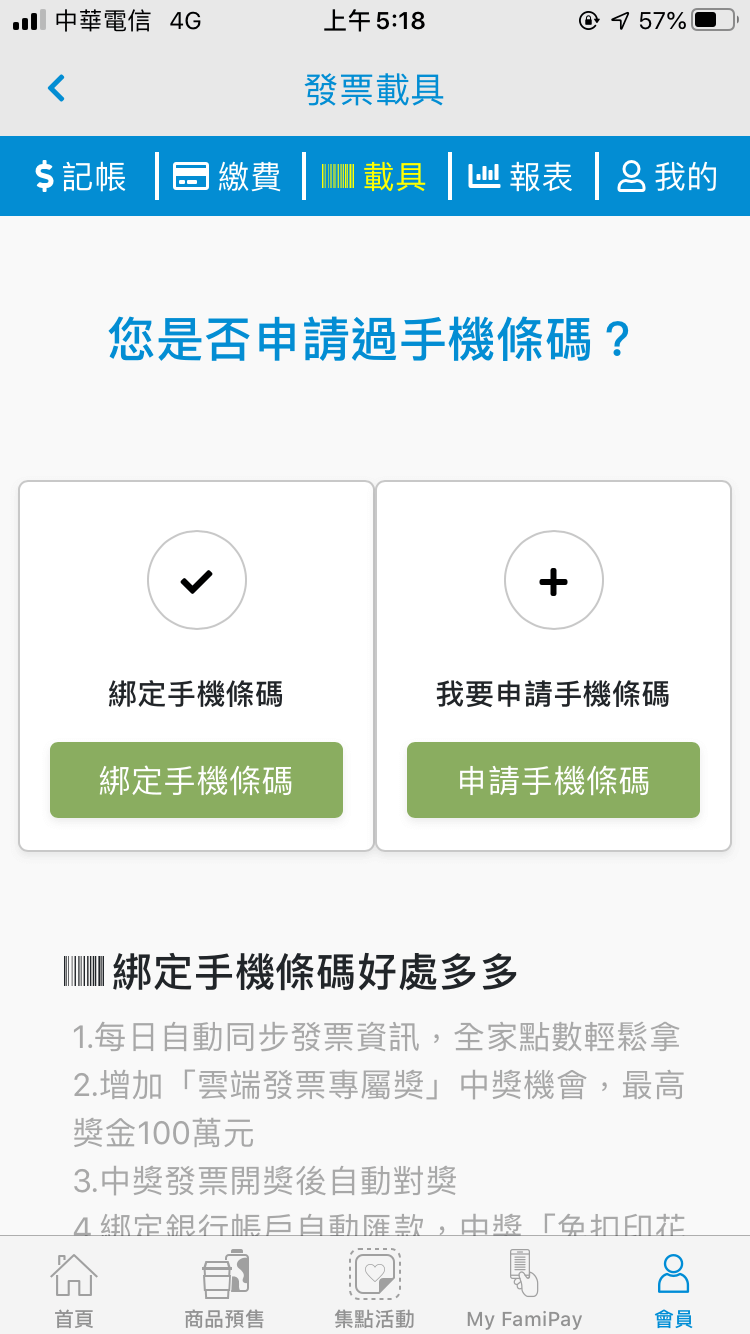 中華電信 4G 上午5:18 57%
發票載具
記帳 繳費 載具 報表 我的
您是否申請過手機條碼？
綁定手機條碼 我要申請手機條碼
綁定手機條碼 申請手機條碼
綁定手機條碼好處多多
1.每日自動同步發票資訊，全家點數輕鬆拿
2.增加「雲端發票專屬獎」中獎機會，最高
獎金100萬元
3.中獎發票開獎後自動對獎
4.綁定銀行帳戶自動匯款，中獎「免扣印花
首頁 商品預售 集點活動 My FamiPay 會員